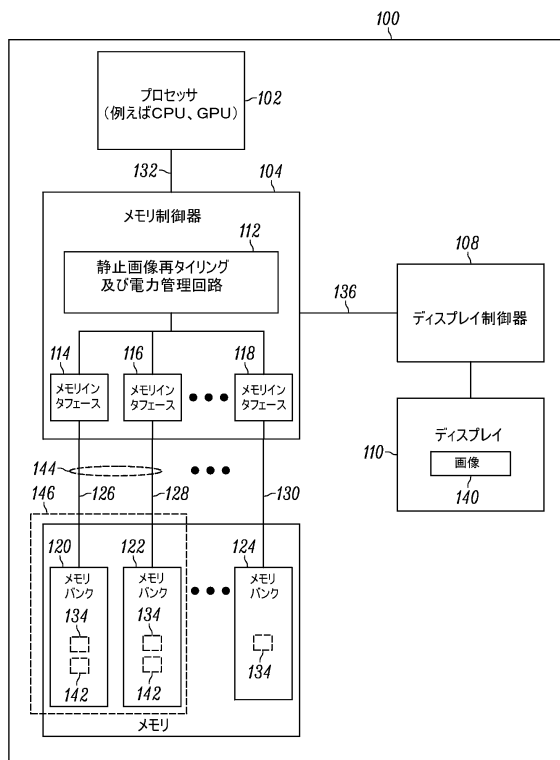 100
プロセッサ
(例えばCPU、GPU)
102
132
104
メモリ制御器
112
静止画像再タイリング
及び電力管理回路
108
ディスプレイ制御器
136
114
116
118
メモリイン
タフェース
メモリイン
タフェース
メモリイン
タフェース
ディスプレイ
110
画像
140
144
126
128
130
146
120
122
124
メモリ
バンク
メモリ
バンク
メモリ
バンク
134
134
134
142
142
メモリ